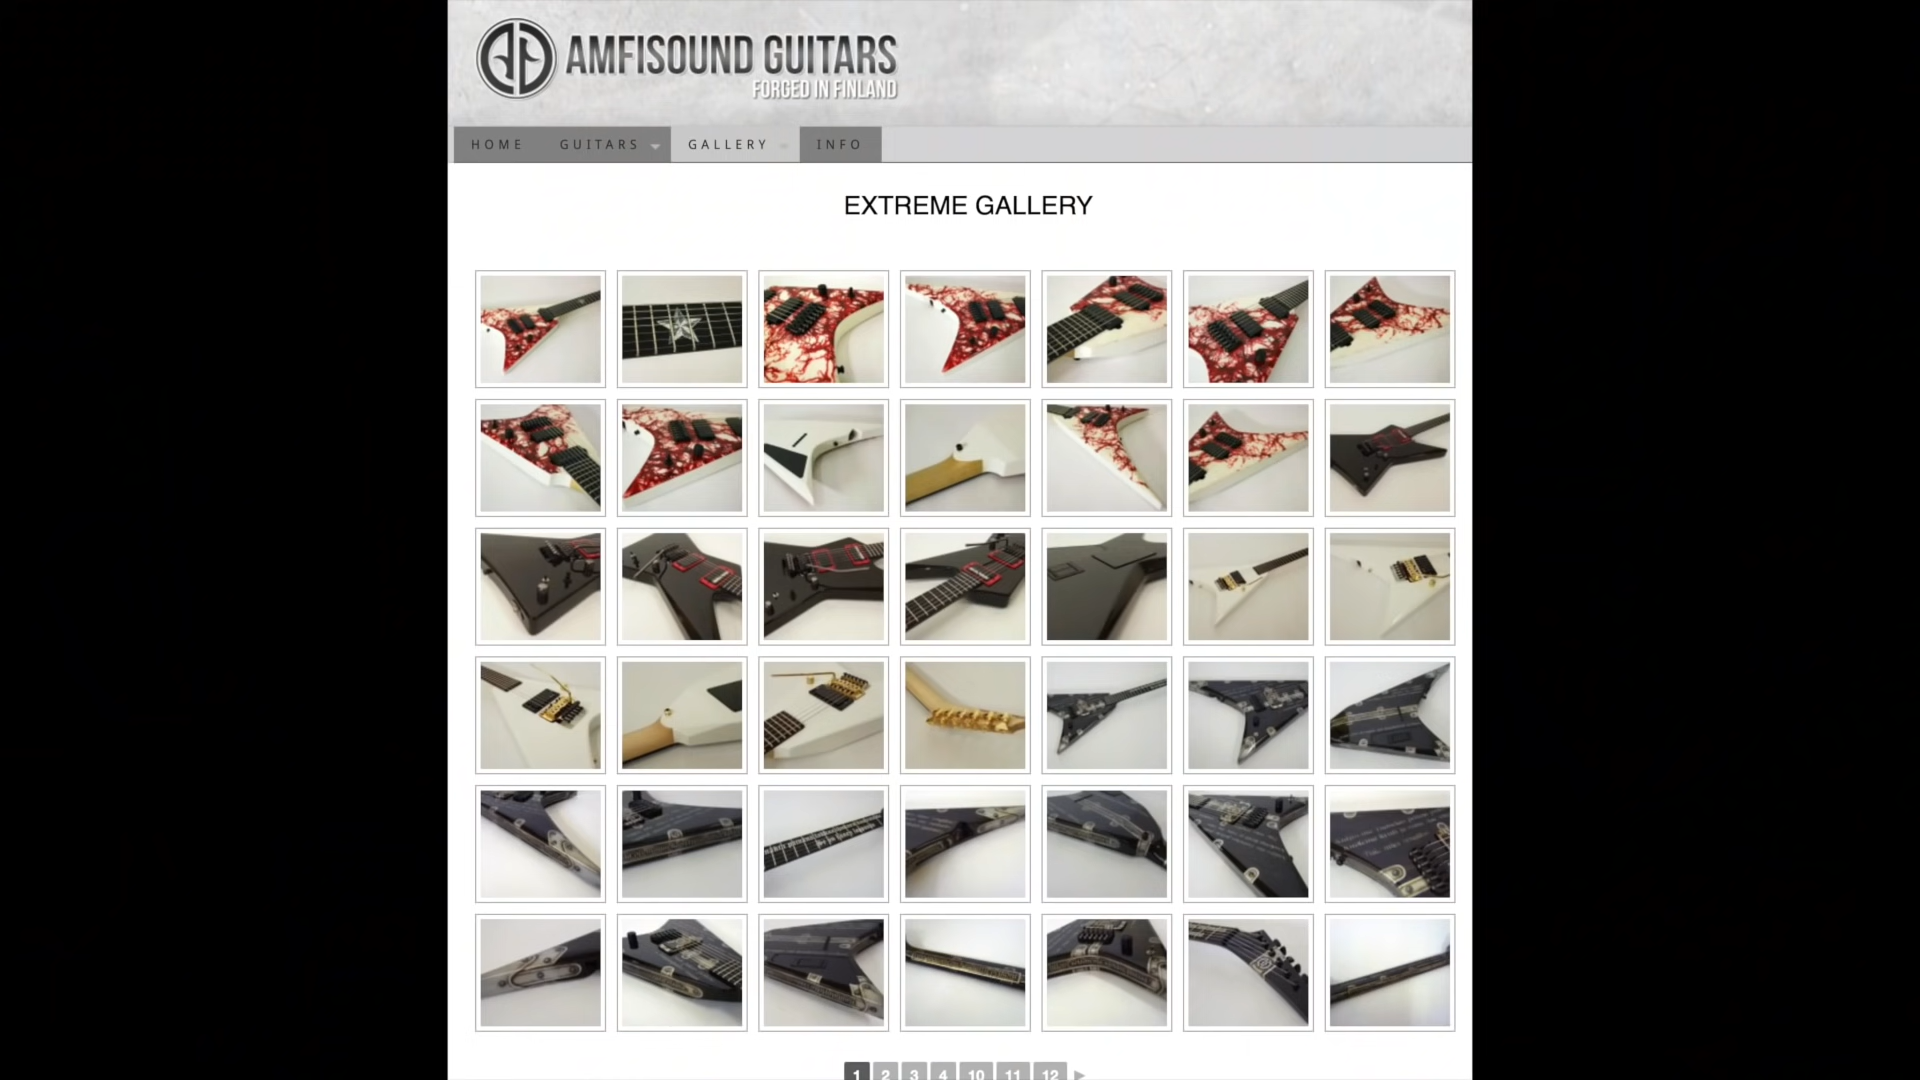 AMFISOUND GUITARS
FORGED IN FINLAND
HOME GUITARS GALLERY INFO
EXTREME GALLERY
1 2 3 4 10 11 12